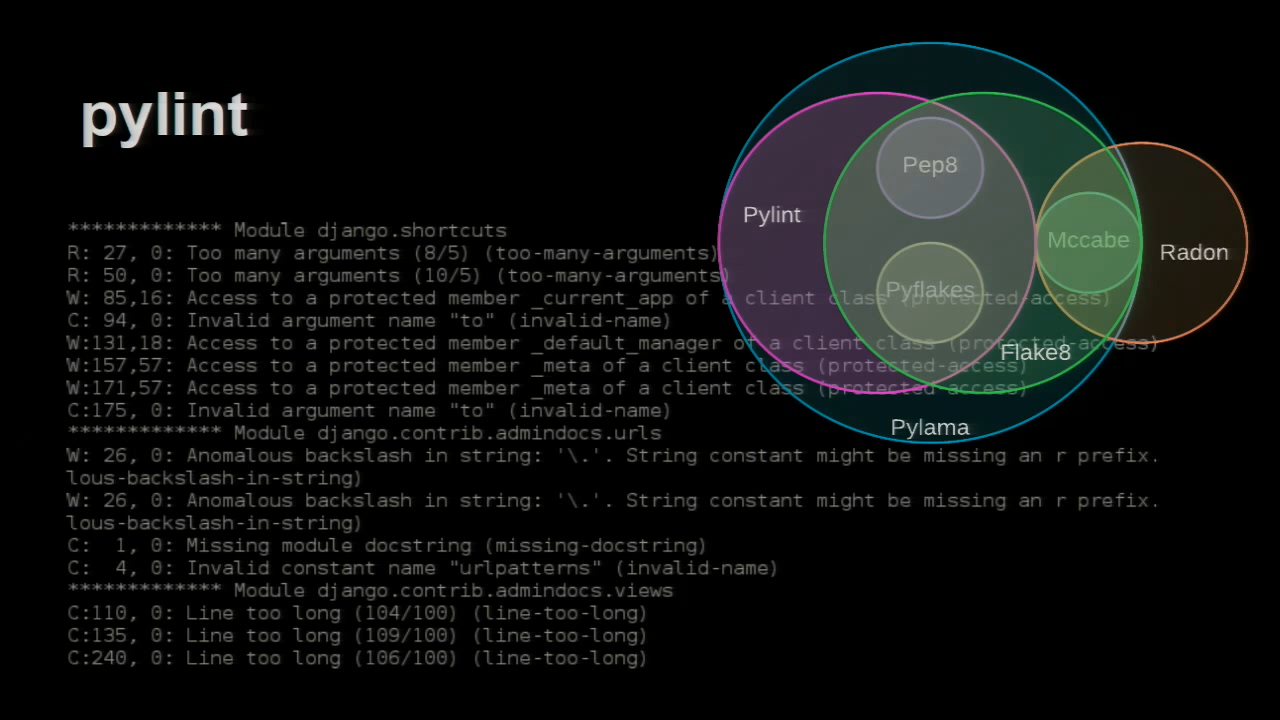 pylint
************* Module django.shortcuts
R: 27, 0: Too many arguments (8/5) (too-many-arguments)
R: 50, 0: Too many arguments (10/5) (too-many-arguments)
W: 85,16: Access to a protected member _current_app of a client class (protected-access)
C: 94, 0: Invalid argument name "to" (invalid-name)
W:131,18: Access to a protected member _default_manager of a client class (protected-access)
W:157,57: Access to a protected member _meta of a client class (protected-access)
W:171,57: Access to a protected member _meta of a client class (protected-access)
C:175, 0: Invalid argument name "to" (invalid-name)
************* Module django.contrib.admindocs.urls
W: 26, 0: Anomalous backslash in string: '\.'. String constant might be missing an r prefix.
lous-backslash-in-string)
W: 26, 0: Anomalous backslash in string: '\.'. String constant might be missing an r prefix.
lous-backslash-in-string)
C:  1, 0: Missing module docstring (missing-docstring)
C:  4, 0: Invalid constant name "urlpatterns" (invalid-name)
************* Module django.contrib.admindocs.views
C:110, 0: Line too long (104/100) (line-too-long)
C:135, 0: Line too long (109/100) (line-too-long)
C:240, 0: Line too long (106/100) (line-too-long)
Pep8
Pylint
Mccabe
Radon
Pyflakes
Flake8
Pylama